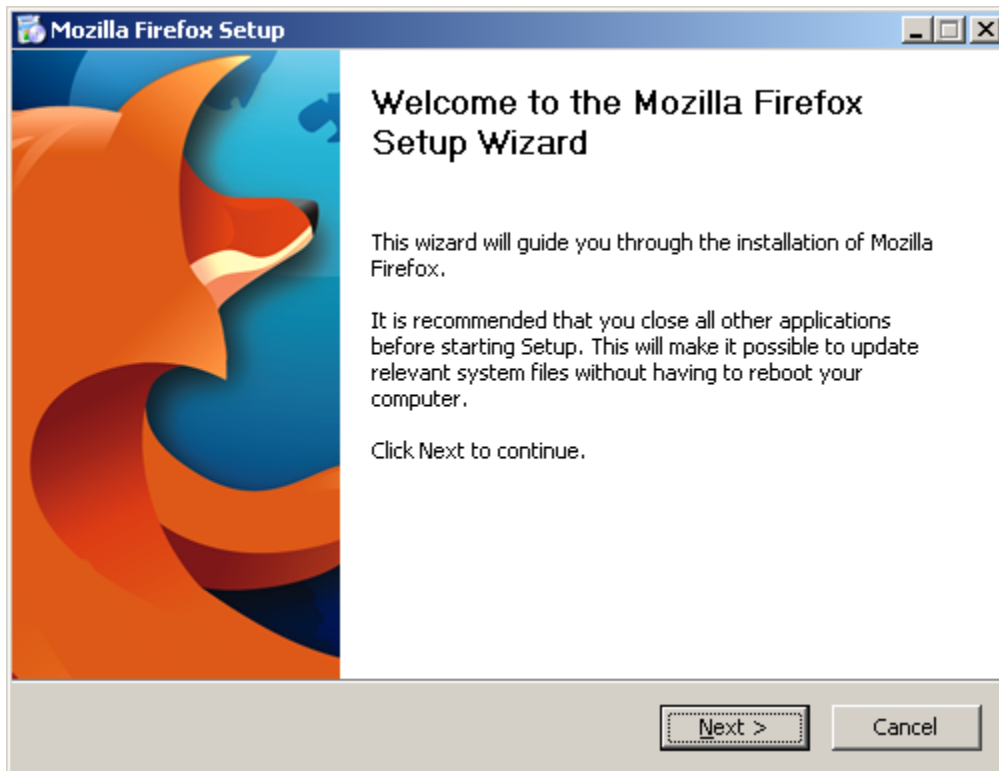 Mozilla Firefox Setup
Welcome to the Mozilla Firefox
Setup Wizard
This wizard will guide you through the installation of Mozilla
Firefox.
It is recommended that you close all other applications
before starting Setup. This will make it possible to update
relevant system files without having to reboot your
computer.
Click Next to continue.
Next >
Cancel